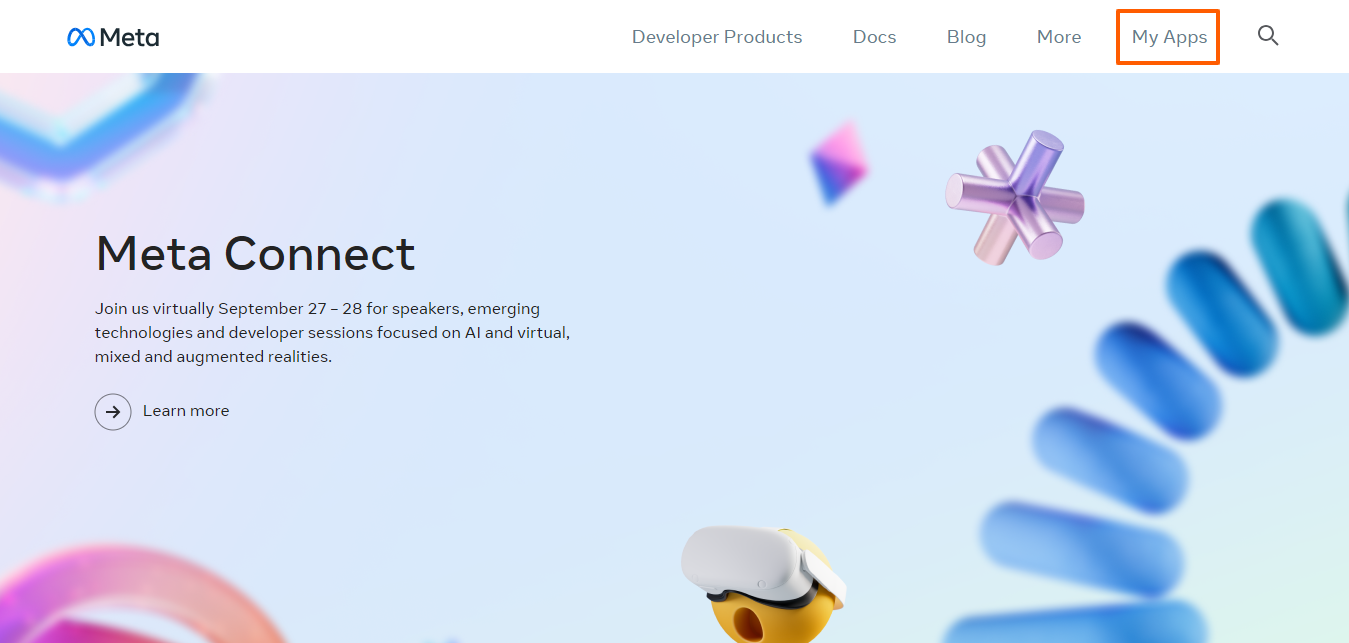 Meta
Developer Products
Docs
Blog
More
My Apps
Meta Connect
Join us virtually September 27 – 28 for speakers, emerging
technologies and developer sessions focused on AI and virtual,
mixed and augmented realities.
Learn more